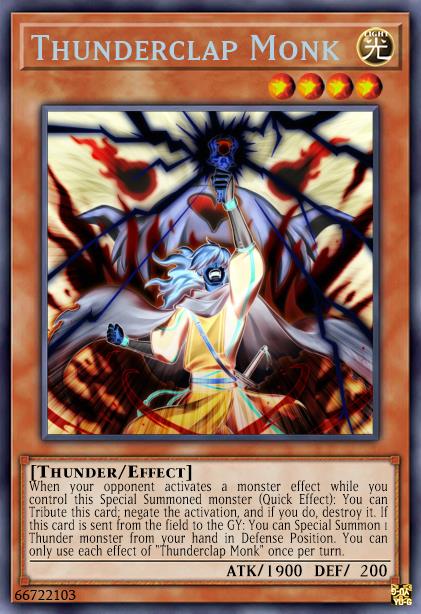 THUNDERCLAP MONK
LIGHT
光
[THUNDER/EFFECT]
When your opponent activates a monster effect while you
control this Special Summoned monster (Quick Effect): You can
Tribute this card; negate the activation, and if you do, destroy it. If
this card is sent from the field to the GY: You can Special Summon 1
Thunder monster from your hand in Defense Position. You can
only use each effect of "Thunderclap Monk" once per turn.
ATK/1900 DEF/ 200
66722103